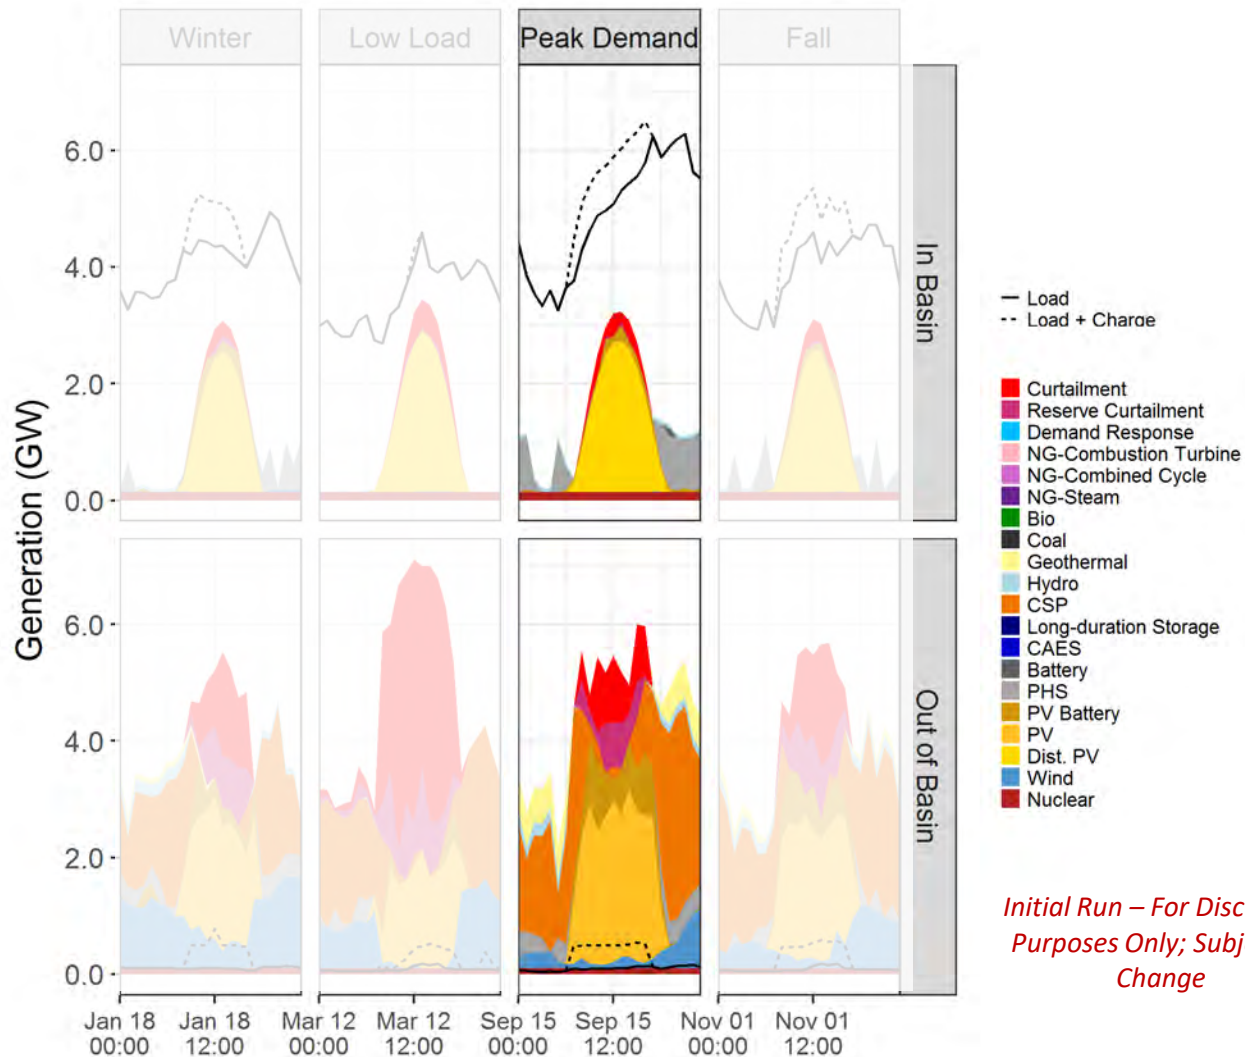 Winter
Low Load
Peak Demand
Fall
Generation (GW)
6.0
4.0
2.0
0.0
In Basin
6.0
4.0
2.0
0.0
Out of Basin
Jan 18 Jan 18 Mar 12 Mar 12 Sep 15 Sep 15 Nov 01 Nov 01
00:00 12:00 00:00 12:00 00:00 12:00 00:00 12:00
Load
Load + Charge
Curtailment
Reserve Curtailment
Demand Response
NG-Combustion Turbine
NG-Combined Cycle
NG-Steam
Bio
Coal
Geothermal
Hydro
CSP
Long-duration Storage
CAES
Battery
PHS
PV Battery
PV
Dist. PV
Wind
Nuclear
Initial Run – For Disc
Purposes Only; Subj
Change